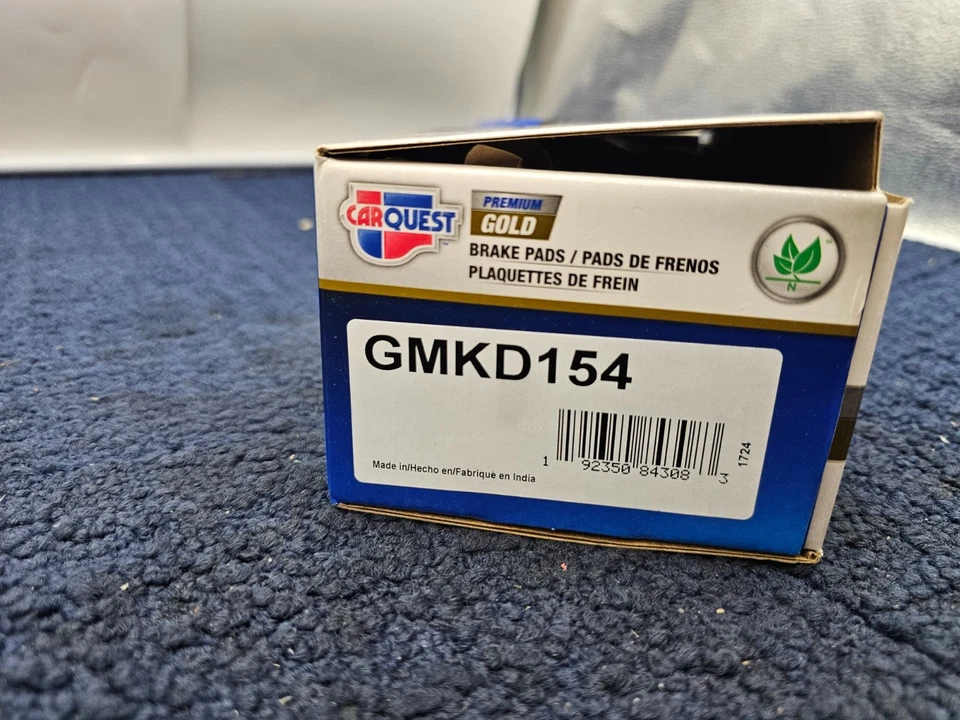 CARQUEST
PREMIUM
GOLD
BRAKE PADS / PADS DE FRENOS
PLAQUETTES DE FREIN
N
GMKD154
1 92350 84308 3
1724
Made in/Hecho en/Fabrique en India